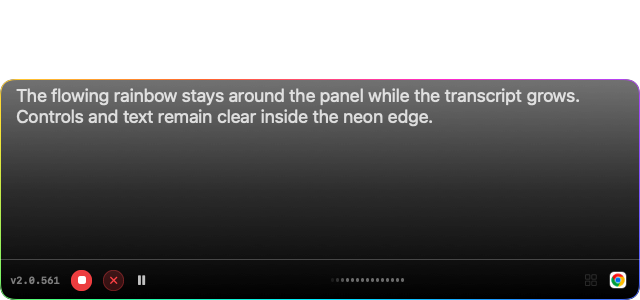 The flowing rainbow stays around the panel while the transcript grows.
Controls and text remain clear inside the neon edge.
v2.0.561